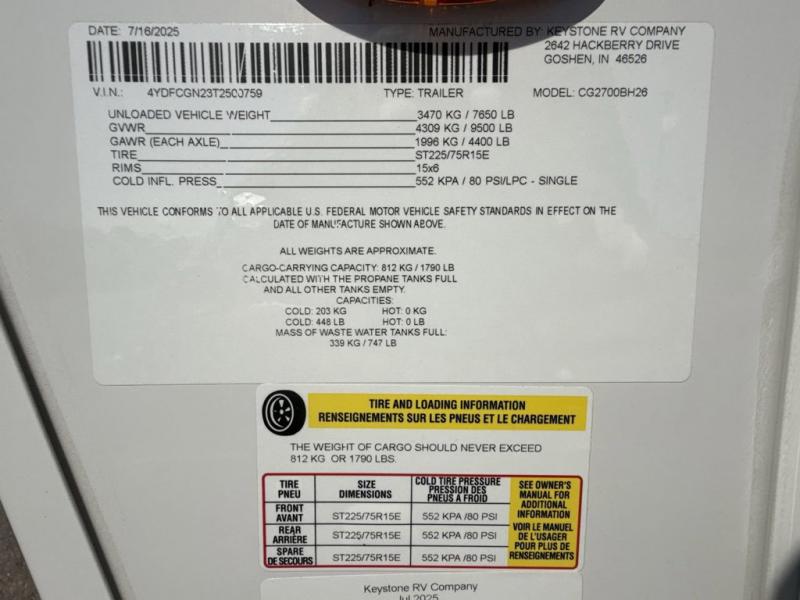 DATE: 7/16/2025 MANUFACTURED BY: KEYSTONE RV COMPANY
2642 HACKBERRY DRIVE
GOSHEN, IN 46526
V.I.N.: 4YDFCGN23T2500759 TYPE: TRAILER MODEL: CG2700BH26
UNLOADED VEHICLE WEIGHT 3470 KG / 7650 LB
GVWR 4309 KG / 9500 LB
GAWR (EACH AXLE) 1996 KG / 4400 LB
TIRE ST225/75R15E
RIMS 15x6
COLD INFL. PRESS 552 KPA / 80 PSI/LPC - SINGLE
THIS VEHICLE CONFORMS TO ALL APPLICABLE U.S. FEDERAL MOTOR VEHICLE SAFETY STANDARDS IN EFFECT ON THE
DATE OF MANUFACTURE SHOWN ABOVE.
ALL WEIGHTS ARE APPROXIMATE.
CARGO-CARRYING CAPACITY: 812 KG / 1790 LB
CALCULATED WITH THE PROPANE TANKS FULL
AND ALL OTHER TANKS EMPTY.
CAPACITIES:
COLD: 203 KG HOT: 0 KG
COLD: 448 LB HOT: 0 LB
MASS OF WASTE WATER TANKS FULL:
339 KG / 747 LB
TIRE AND LOADING INFORMATION
RENSEIGNEMENTS SUR LES PNEUS ET LE CHARGEMENT
THE WEIGHT OF CARGO SHOULD NEVER EXCEED
812 KG OR 1790 LBS.
TIRE
PNEU
SIZE
DIMENSIONS
COLD TIRE PRESSURE
PRESSION DES
PNEUS A FROID
FRONT
AVANT
ST225/75R15E
552 KPA /80 PSI
REAR
ARRIÈRE
ST225/75R15E
552 KPA /80 PSI
SPARE
DE SECOURS
ST225/75R15E
552 KPA /80 PSI
SEE OWNER'S
MANUAL FOR
ADDITIONAL
INFORMATION
VOIR LE MANUEL
DE L'USAGER
POUR PLUS DE
RENSEIGNEMENTS
Keystone RV Company
Jul 2025